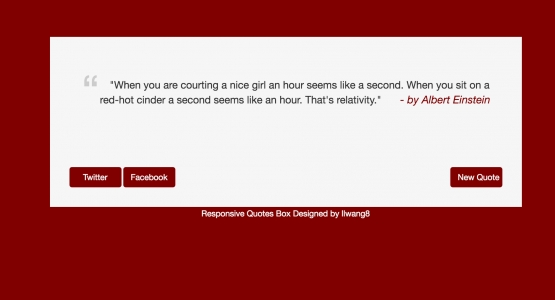 "When you are courting a nice girl an hour seems like a second. When you sit on a
red-hot cinder a second seems like an hour. That's relativity." - by Albert Einstein
Twitter Facebook New Quote
Responsive Quotes Box Designed by llwang8